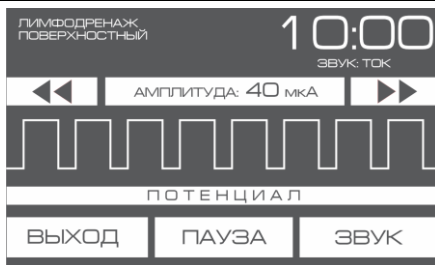 ЛИМФОДРЕНАЖ
ПОВЕРХНОСТНЫЙ
10:00
ЗВУК: ТОК
АМПЛИТУДА: 40 мкА
ПОТЕНЦИАЛ
ВЫХОД ПАУЗА ЗВУК